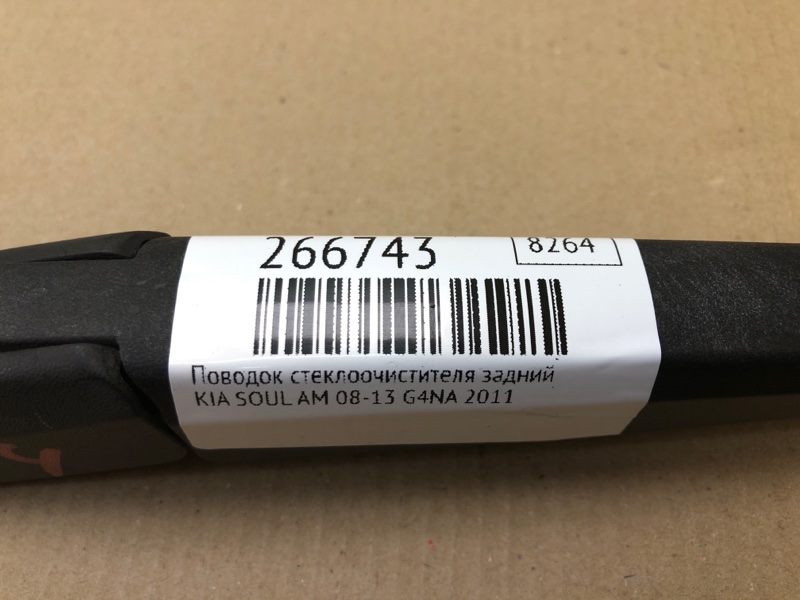 266743 8264
Поводок стеклоочистителя задний
KIA SOUL AM 08-13 G4NA 2011